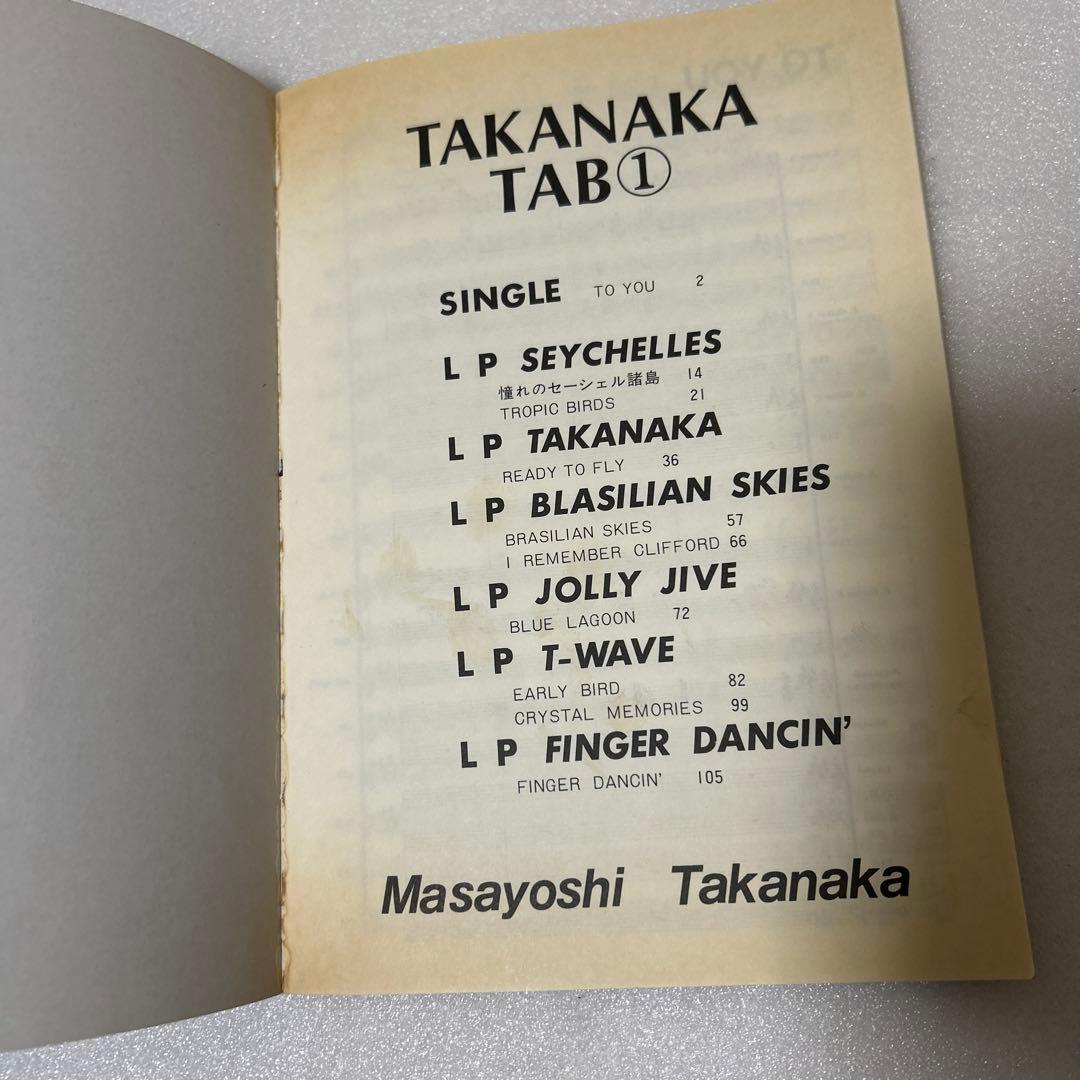 TAKANAKA
TAB①
SINGLE TO YOU 2
L P SEYCHELLES
憧れのセーシェル諸島 14
TROPIC BIRDS 21
L P TAKANAKA
READY TO FLY 36
L P BLASILIAN SKIES
BRASILIAN SKIES 57
I REMEMBER CLIFFORD 66
L P JOLLY JIVE
BLUE LAGOON 72
L P T-WAVE
EARLY BIRD 82
CRYSTAL MEMORIES 99
L P FINGER DANCIN'
FINGER DANCIN' 105
Masayoshi Takanaka